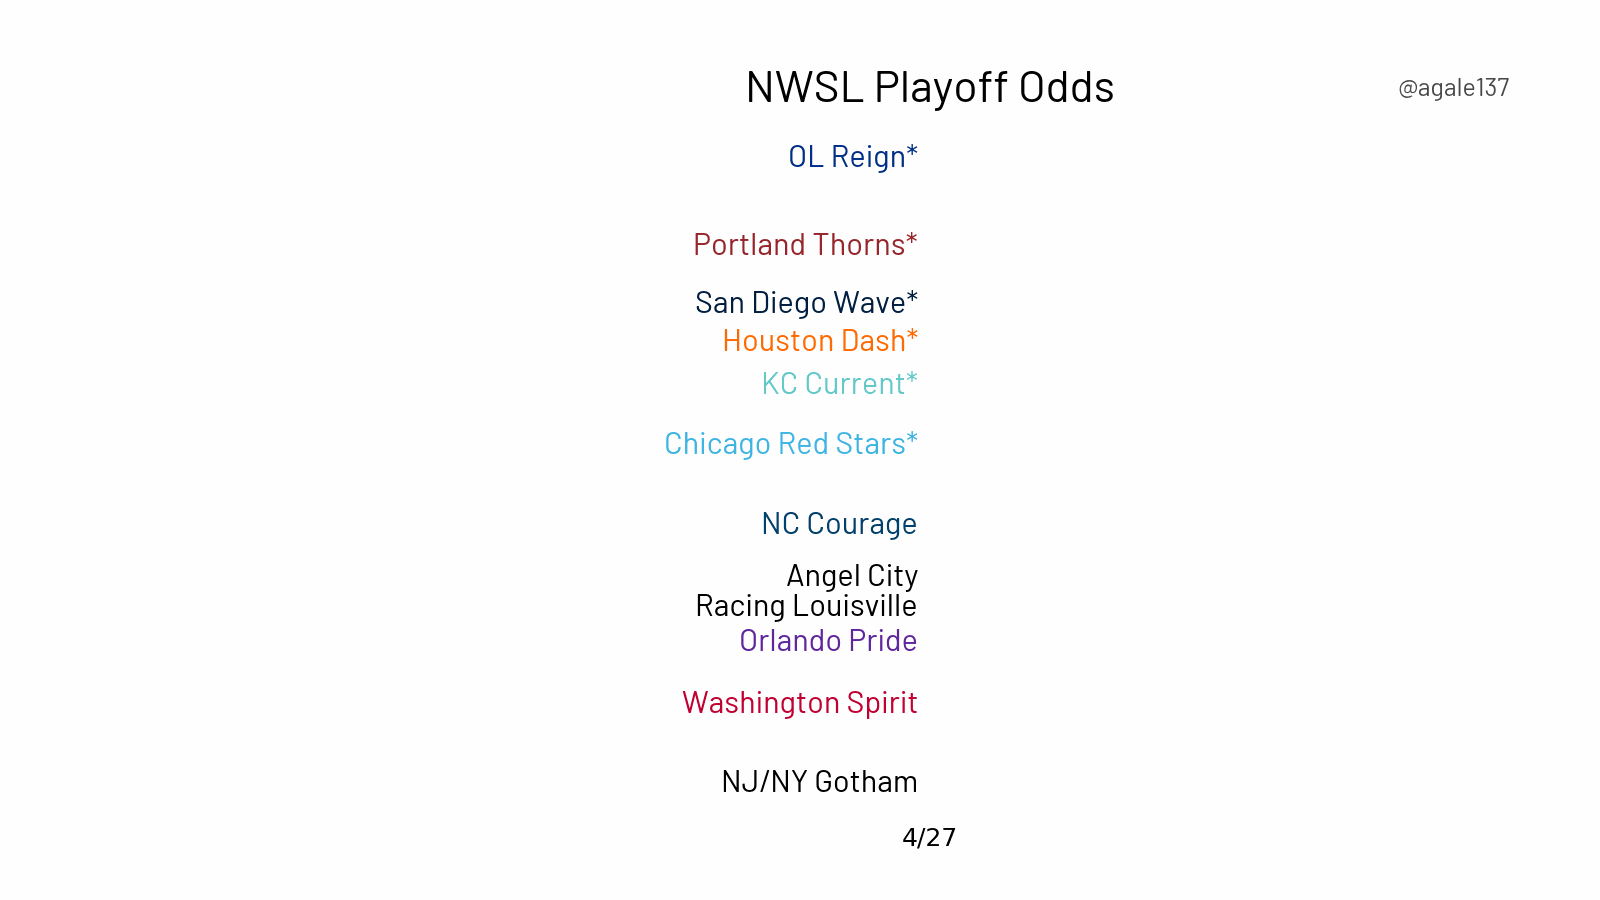 NWSL Playoff Odds
@agale137
OL Reign*
Portland Thorns*
San Diego Wave*
Houston Dash*
KC Current*
Chicago Red Stars*
NC Courage
Angel City
Racing Louisville
Orlando Pride
Washington Spirit
NJ/NY Gotham
4/27